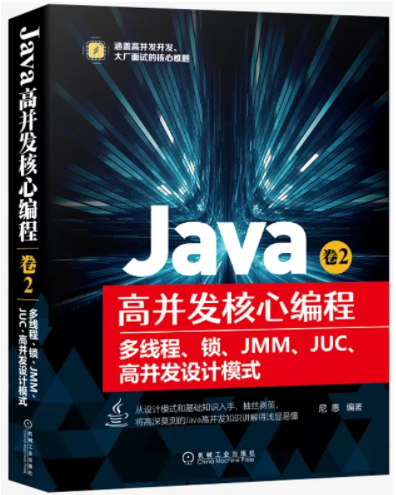 涵盖高并发开发、
大厂面试的核心难题
Java
卷2
高并发核心编程
多线程、锁、JMM、JUC、
高并发设计模式
从设计模式和基础知识入手，抽丝剥茧，
将高深莫测的Java高并发知识讲解得浅显易懂
尼恩 编著
机械工业出版社
China Machine Press
Java高并发核心编程
卷2
多线程·锁·JMM·
JUC·高并发设计模式
机械工业出版社